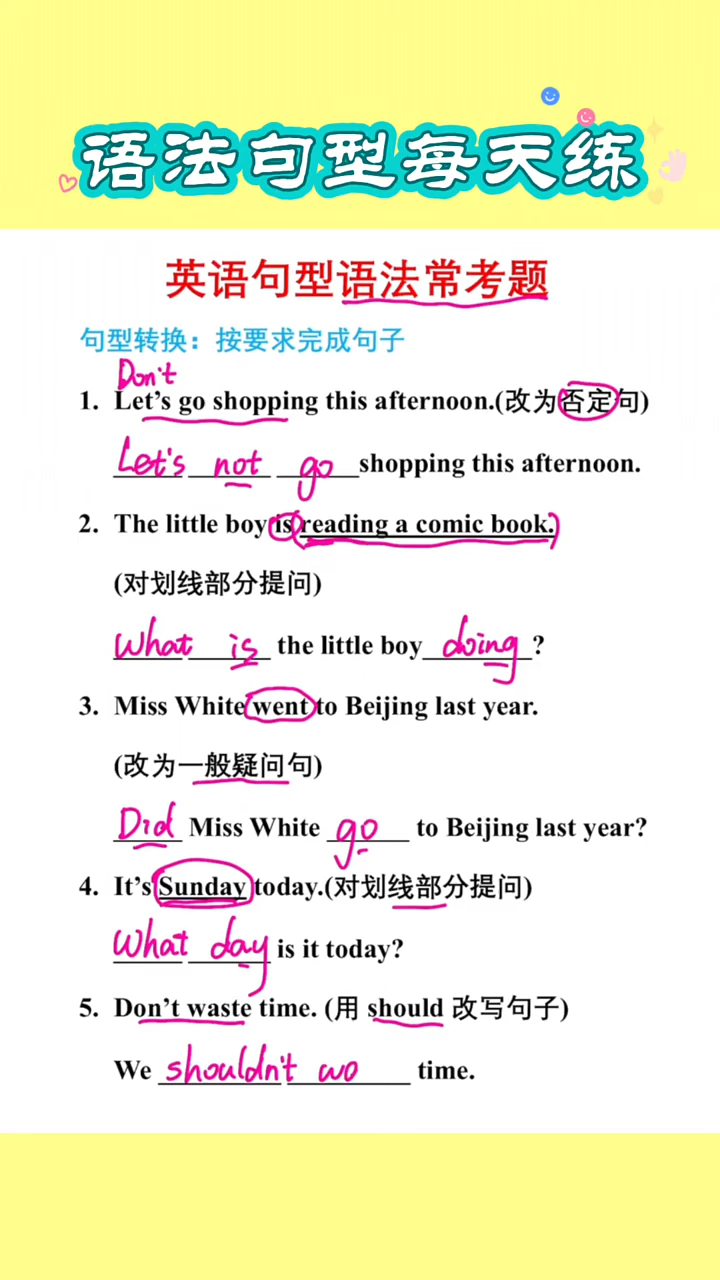 语法句型每天练
英语句型语法常考题
句型转换：按要求完成句子
Don't
1. Let's go shopping this afternoon.(改为否定句)
Let's not go shopping this afternoon.
2. The little boy is reading a comic book.
(对划线部分提问)
What is the little boy doing?
3. Miss White went to Beijing last year.
(改为一般疑问句)
Did Miss White go to Beijing last year?
4. It's Sunday today.(对划线部分提问)
What day is it today?
5. Don't waste time. (用 should 改写句子)
We shouldn't wa time.